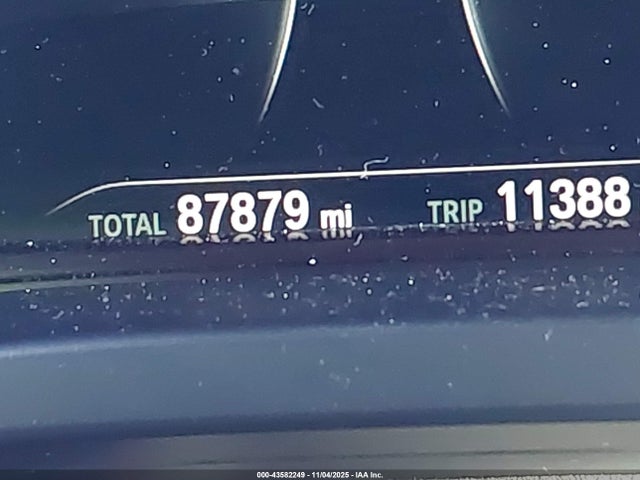 TOTAL 87879 mi TRIP 11388
000-43582249 - 11/04/2025 - IAA Inc.